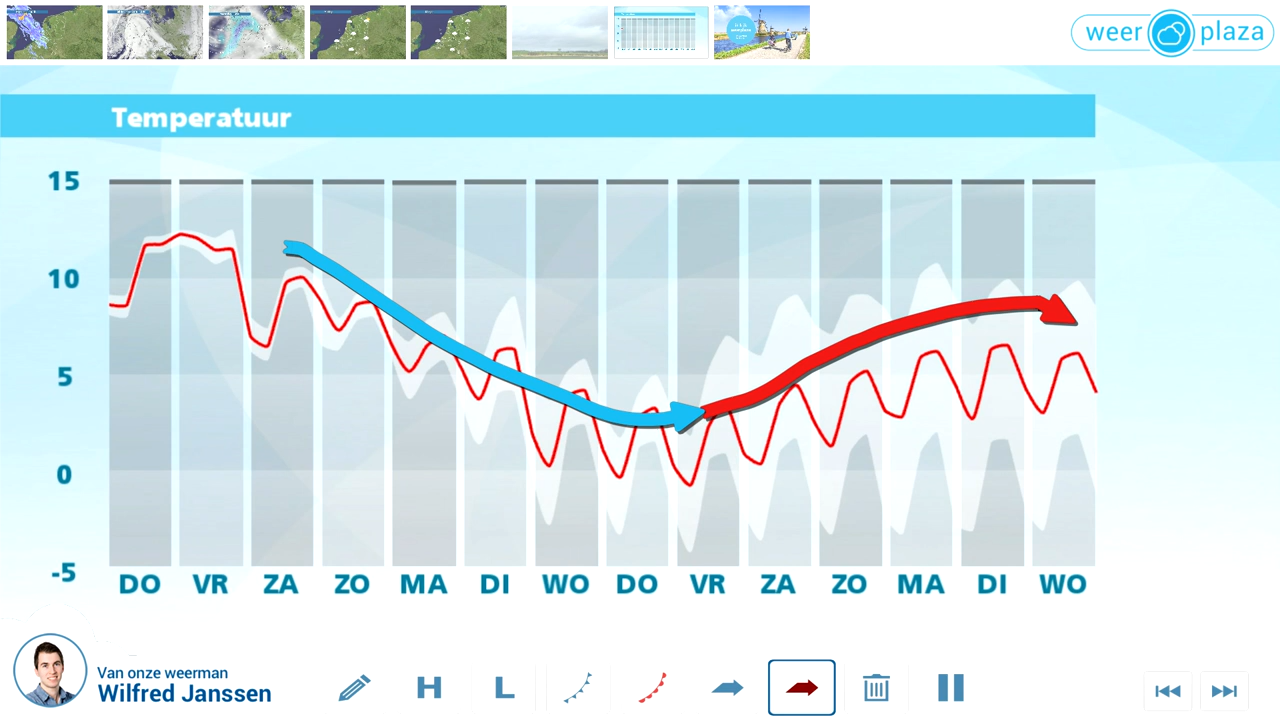 weer plaza
Temperatuur
15
10
5
0
-5
DO VR ZA ZO MA DI WO DO VR ZA ZO MA DI WO
Van onze weerman
Wilfred Janssen
H L